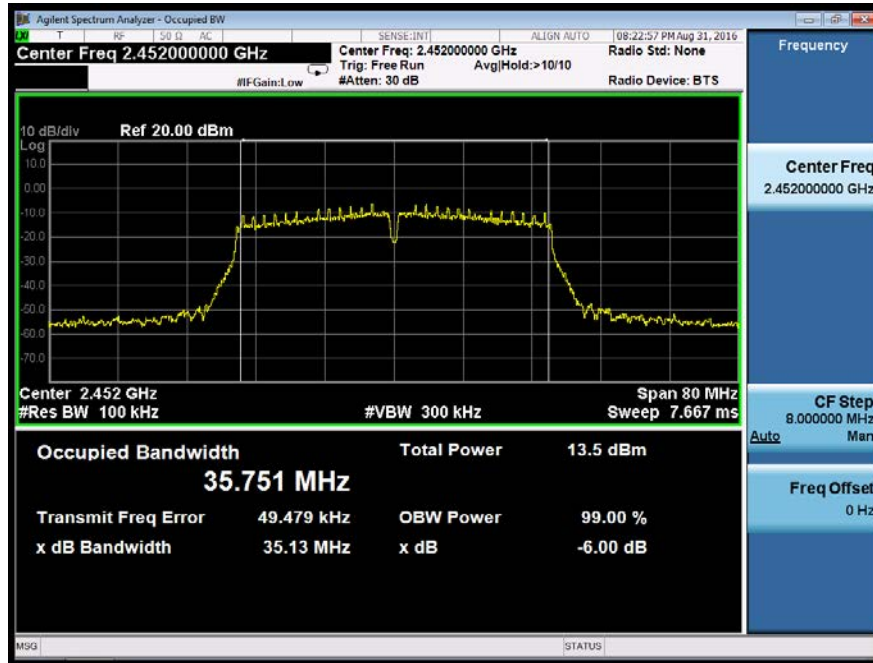 Agilent Spectrum Analyzer - Occupied BW
LXI T RF 50 Ω AC SENSE:INT ALIGN AUTO 08:22:57 PM Aug 31, 2016
Center Freq 2.452000000 GHz
Center Freq: 2.452000000 GHz
Radio Std: None
Trig: Free Run Avg|Hold:>10/10
#IFGain:Low
#Atten: 30 dB
Radio Device: BTS
Frequency
10 dB/div Ref 20.00 dBm
Log
10.0
0.00
-10.0
-20.0
-30.0
-40.0
-50.0
-60.0
-70.0
Center Freq
2.452000000 GHz
Center 2.452 GHz Span 80 MHz
#Res BW 100 kHz #VBW 300 kHz Sweep 7.667 ms
CF Step
8.000000 MHz
Auto Man
Occupied Bandwidth Total Power 13.5 dBm
35.751 MHz
Transmit Freq Error 49.479 kHz OBW Power 99.00 %
x dB Bandwidth 35.13 MHz x dB -6.00 dB
Freq Offset
0 Hz
MSG STATUS